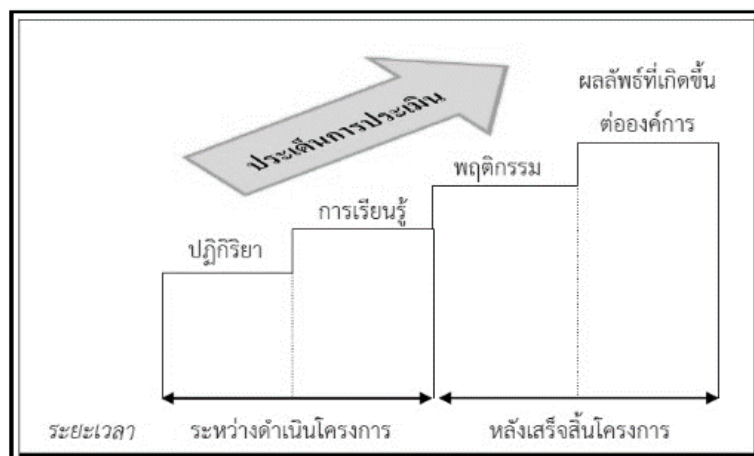 ผลลัพธ์ที่เกิดขึ้น
ต่อองค์การ
ประเด็นการประเมิน
พฤติกรรม
การเรียนรู้
ปฏิกิริยา
ระยะเวลา ระหว่างดำเนินโครงการ หลังเสร็จสิ้นโครงการ